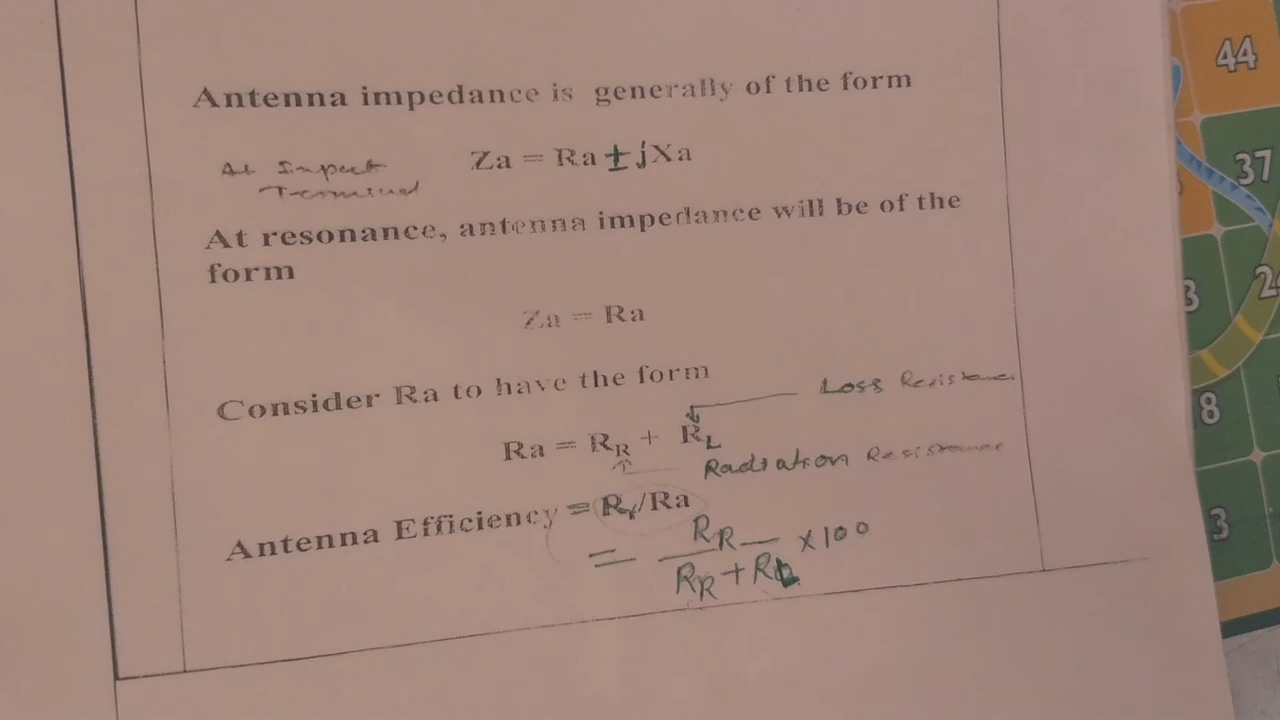 Antenna impedance is generally of the form
At Input Za = Ra ± jXa
Terminal
At resonance, antenna impedance will be of the
form
Za = Ra
Consider Ra to have the form
Loss Resistance
Ra = RR + RL
Radiation Resistance
Antenna Efficiency = Rr/Ra
= RR / RR + RL × 100
44
37
3
2
8
3